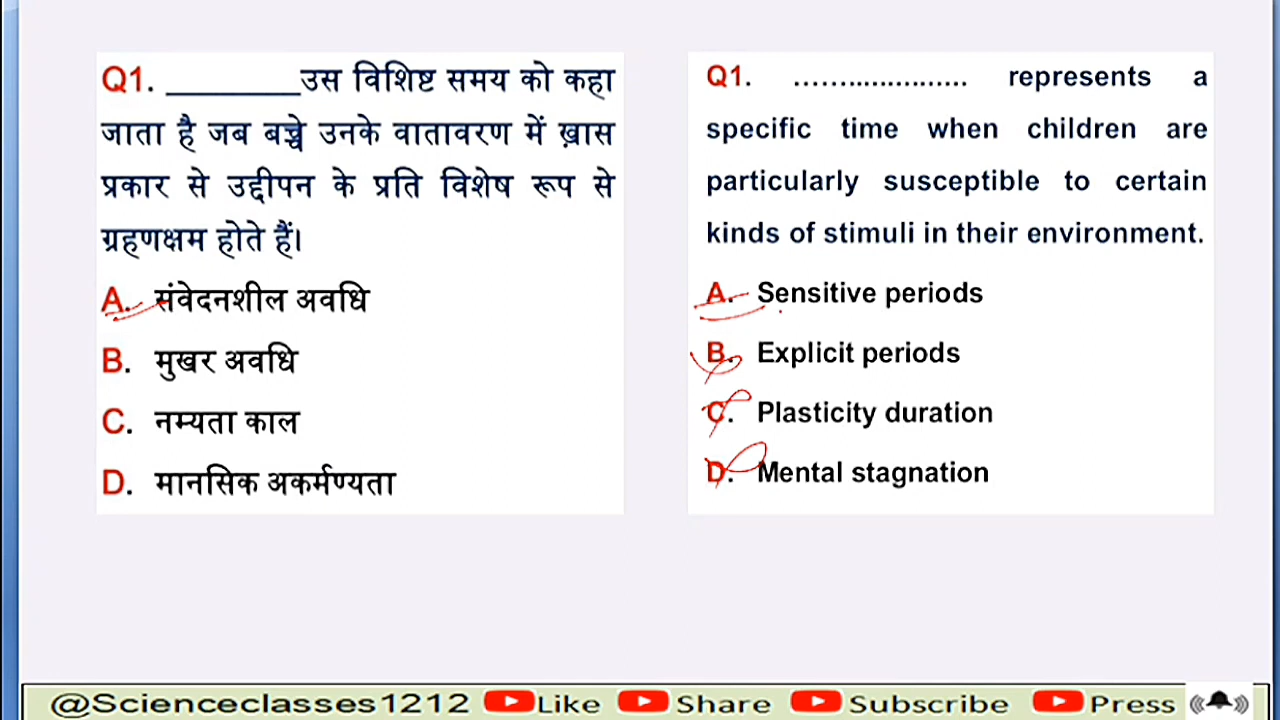 Q1. _________उस विशिष्ट समय को कहा
जाता है जब बच्चे उनके वातावरण में ख़ास
प्रकार से उद्दीपन के प्रति विशेष रूप से
ग्रहणक्षम होते हैं।
A. संवेदनशील अवधि
B. मुखर अवधि
C. नम्यता काल
D. मानसिक अकर्मण्यता
Q1. …….............… represents a
specific time when children are
particularly susceptible to certain
kinds of stimuli in their environment.
A. Sensitive periods
B. Explicit periods
C. Plasticity duration
D. Mental stagnation
@Scienceclasses1212 Like Share Subscribe Press